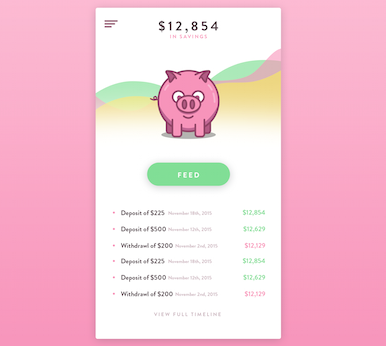 $12,854
IN SAVINGS
FEED
Deposit of $225 November 18th, 2015 $12,854
Deposit of $500 November 12th, 2015 $12,629
Withdrawl of $200 November 2nd, 2015 $12,129
Deposit of $225 November 18th, 2015 $12,854
Deposit of $500 November 12th, 2015 $12,629
Withdrawl of $200 November 2nd, 2015 $12,129
VIEW FULL TIMELINE